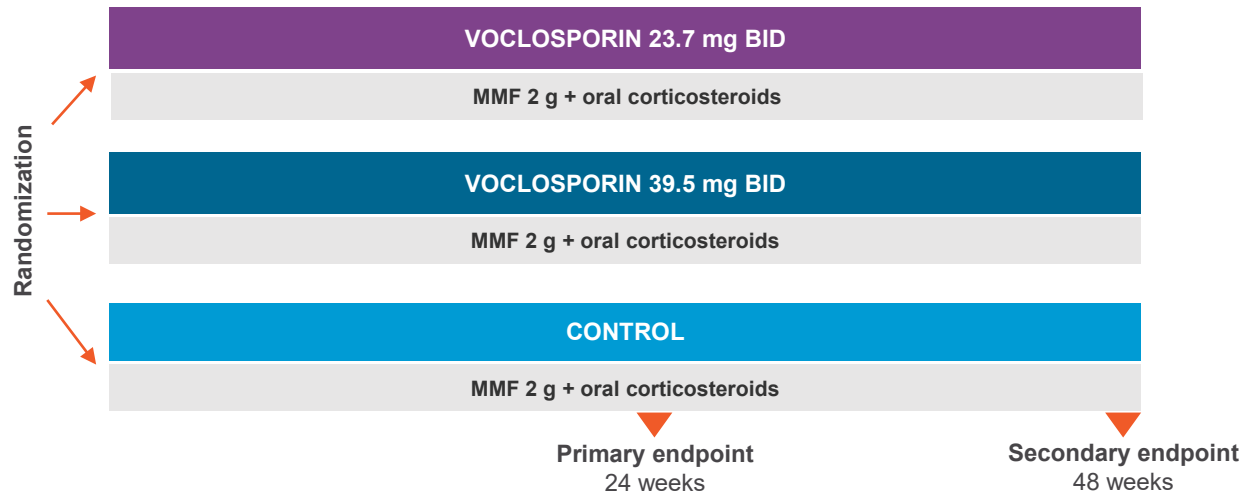 Randomization
VOCLOSPORIN 23.7 mg BID
MMF 2 g + oral corticosteroids
VOCLOSPORIN 39.5 mg BID
MMF 2 g + oral corticosteroids
CONTROL
MMF 2 g + oral corticosteroids
Primary endpoint
24 weeks
Secondary endpoint
48 weeks